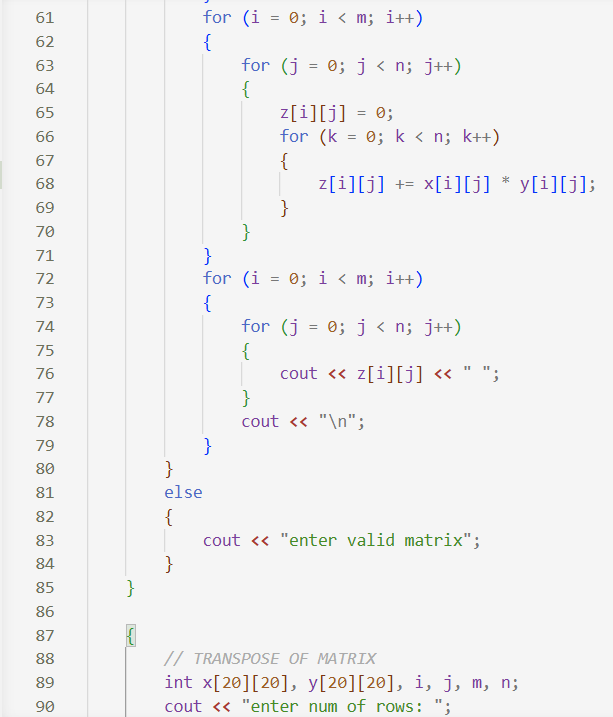 61 for (i = 0; i < m; i++)
62 {
63 for (j = 0; j < n; j++)
64 {
65 z[i][j] = 0;
66 for (k = 0; k < n; k++)
67 {
68 z[i][j] += x[i][j] * y[i][j];
69 }
70 }
71 }
72 for (i = 0; i < m; i++)
73 {
74 for (j = 0; j < n; j++)
75 {
76 cout << z[i][j] << " ";
77 }
78 cout << "\n";
79 }
80 }
81 else
82 {
83 cout << "enter valid matrix";
84 }
85 }
86
87 {
88 // TRANSPOSE OF MATRIX
89 int x[20][20], y[20][20], i, j, m, n;
90 cout << "enter num of rows: ";